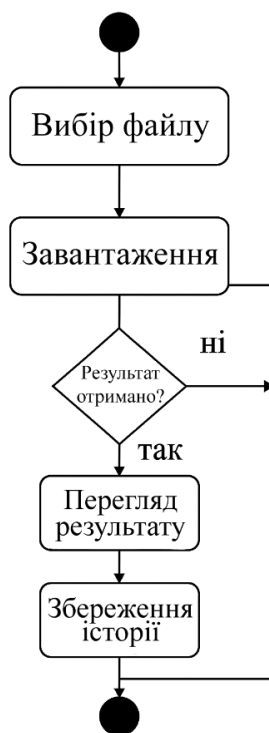 Вибір файлу
Завантаження
ні
Результат
отримано?
так
Перегляд
результату
Збереження
історії